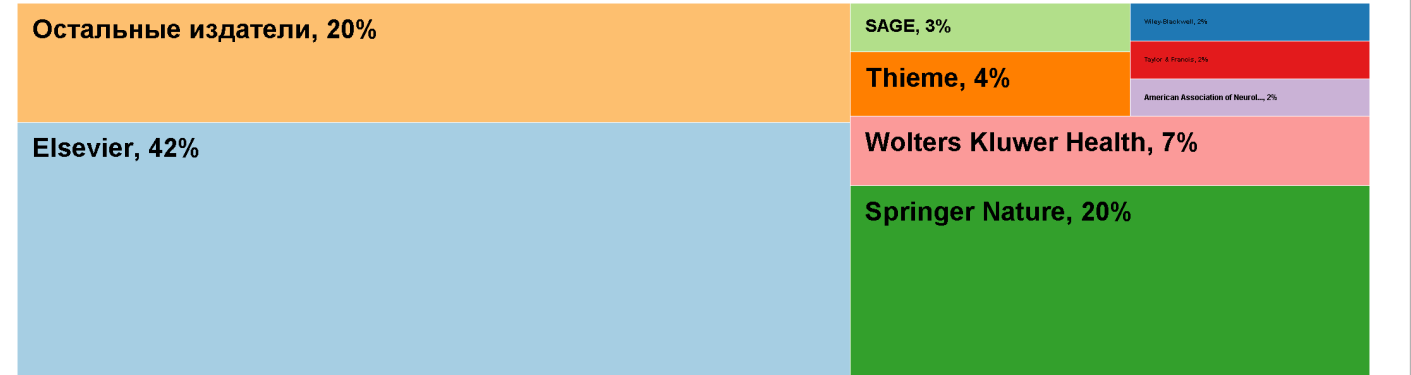 Остальные издатели, 20%
Elsevier, 42%
SAGE, 3%
Thieme, 4%
Wiley-Blackwell, 2%
Taylor & Francis, 2%
American Association of Neurol..., 2%
Wolters Kluwer Health, 7%
Springer Nature, 20%